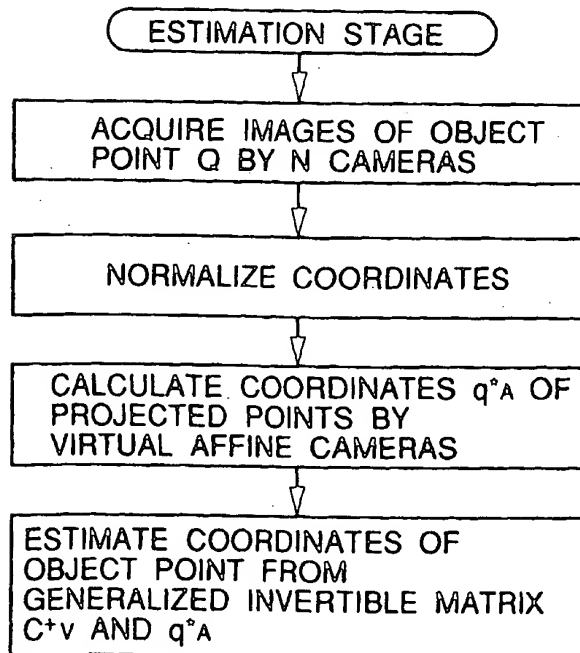 ESTIMATION STAGE
ACQUIRE IMAGES OF OBJECT
POINT Q BY N CAMERAS
NORMALIZE COORDINATES
CALCULATE COORDINATES q*A OF
PROJECTED POINTS BY
VIRTUAL AFFINE CAMERAS
ESTIMATE COORDINATES OF
OBJECT POINT FROM
GENERALIZED INVERTIBLE MATRIX
C+V AND q*A